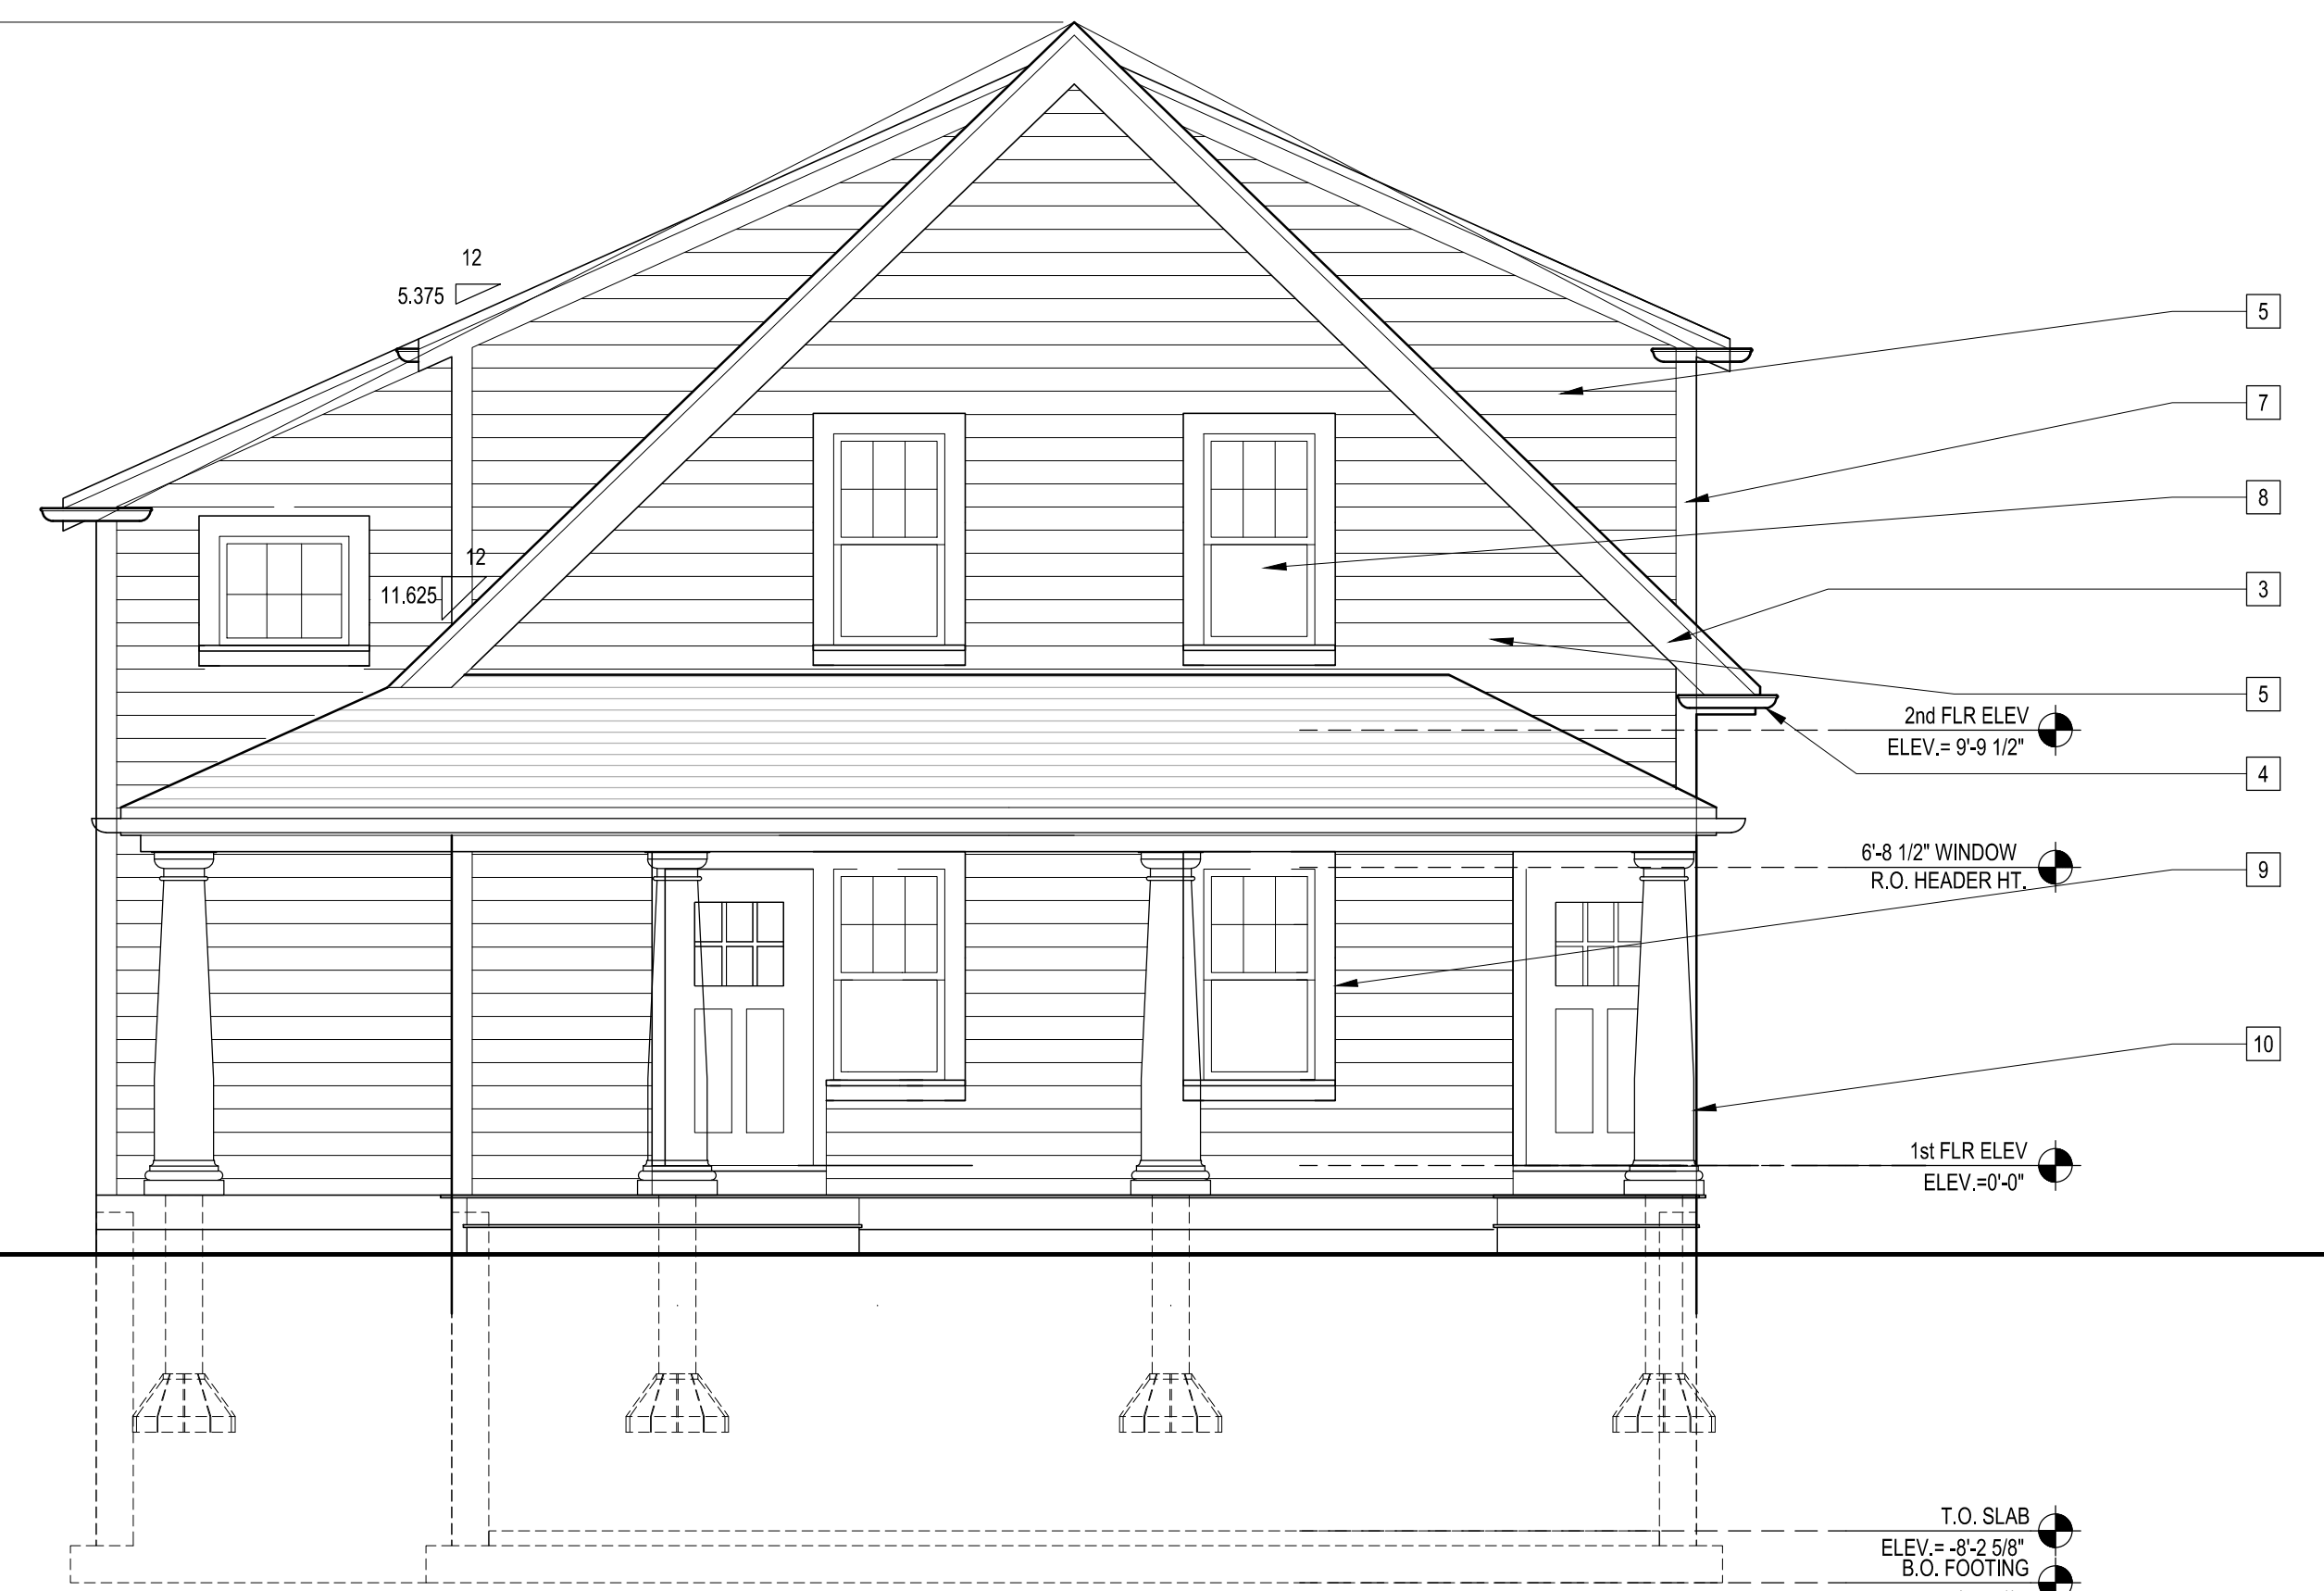 12
5.375
5
7
8
12
11.625
3
5
2nd FLR ELEV
ELEV.= 9'-9 1/2"
4
6'-8 1/2" WINDOW
R.O. HEADER HT.
9
10
1st FLR ELEV
ELEV.=0'-0"
T.O. SLAB
ELEV.= -8'-2 5/8"
B.O. FOOTING